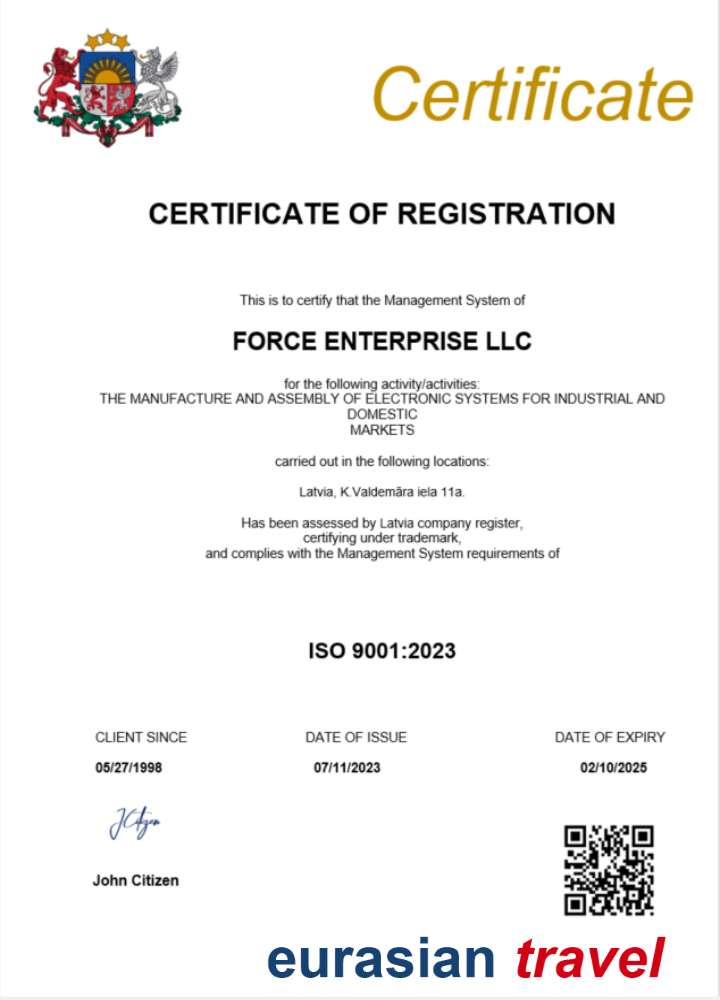 Certificate
CERTIFICATE OF REGISTRATION
This is to certify that the Management System of
FORCE ENTERPRISE LLC
for the following activity/activities:
THE MANUFACTURE AND ASSEMBLY OF ELECTRONIC SYSTEMS FOR INDUSTRIAL AND
DOMESTIC
MARKETS
carried out in the following locations:
Latvia, K.Valdemāra iela 11a.
Has been assessed by Latvia company register,
certifying under trademark,
and complies with the Management System requirements of
ISO 9001:2023
CLIENT SINCE DATE OF ISSUE DATE OF EXPIRY
05/27/1998 07/11/2023 02/10/2025
JCitizen
John Citizen
eurasian travel